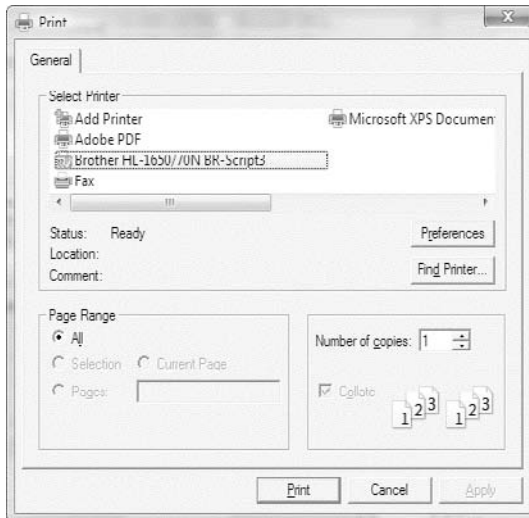 Print
General
Select Printer
Add Printer
Microsoft XPS Documen
Adobe PDF
Brother HL-1650/70N BR-Script3
Fax
Status: Ready
Preferences
Location:
Comment:
Find Printer...
Page Range
All
Selection
Current Page
Pages:
Number of copies: 1
Collate
1 2 3 1 2 3
Print
Cancel
Apply